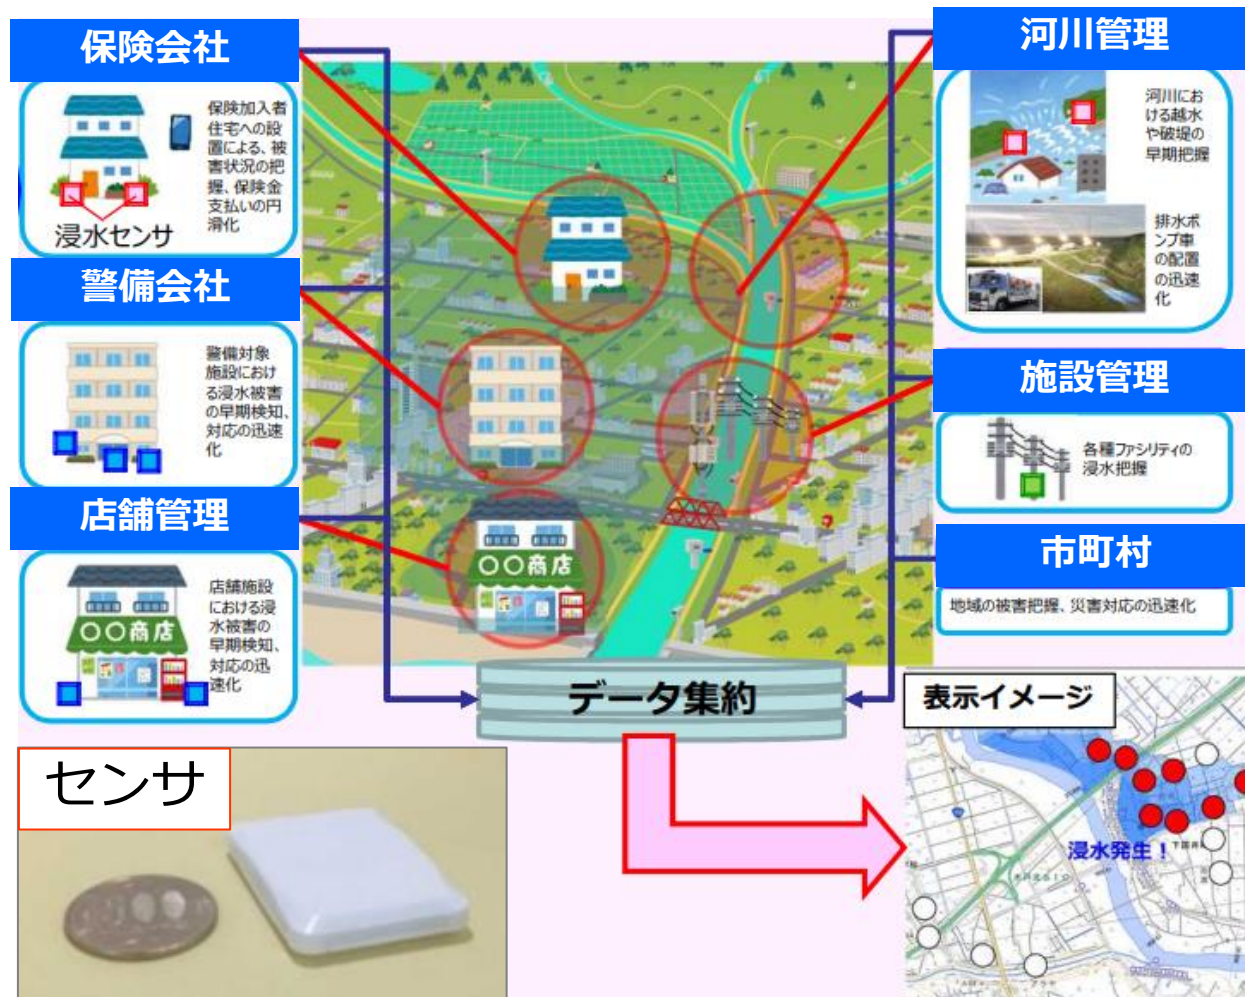 保険会社
保険加入者
住宅への設
置による、被
害状況の把
握、保険金
支払いの円
滑化
浸水センサ
警備会社
警備対象
施設におけ
る浸水被害
の早期検知、
対応の迅速
化
店舗管理
〇〇商店
店舗施設
における浸
水被害の
早期検知、
対応の迅
速化
〇〇商店
河川管理
河川にお
ける越水
や破堤の
早期把握
排水ポ
ンプ車
の配置
の迅速
化
施設管理
各種ファシリティの
浸水把握
市町村
地域の被害把握、災害対応の迅速化
データ集約
センサ
表示イメージ
浸水発生！